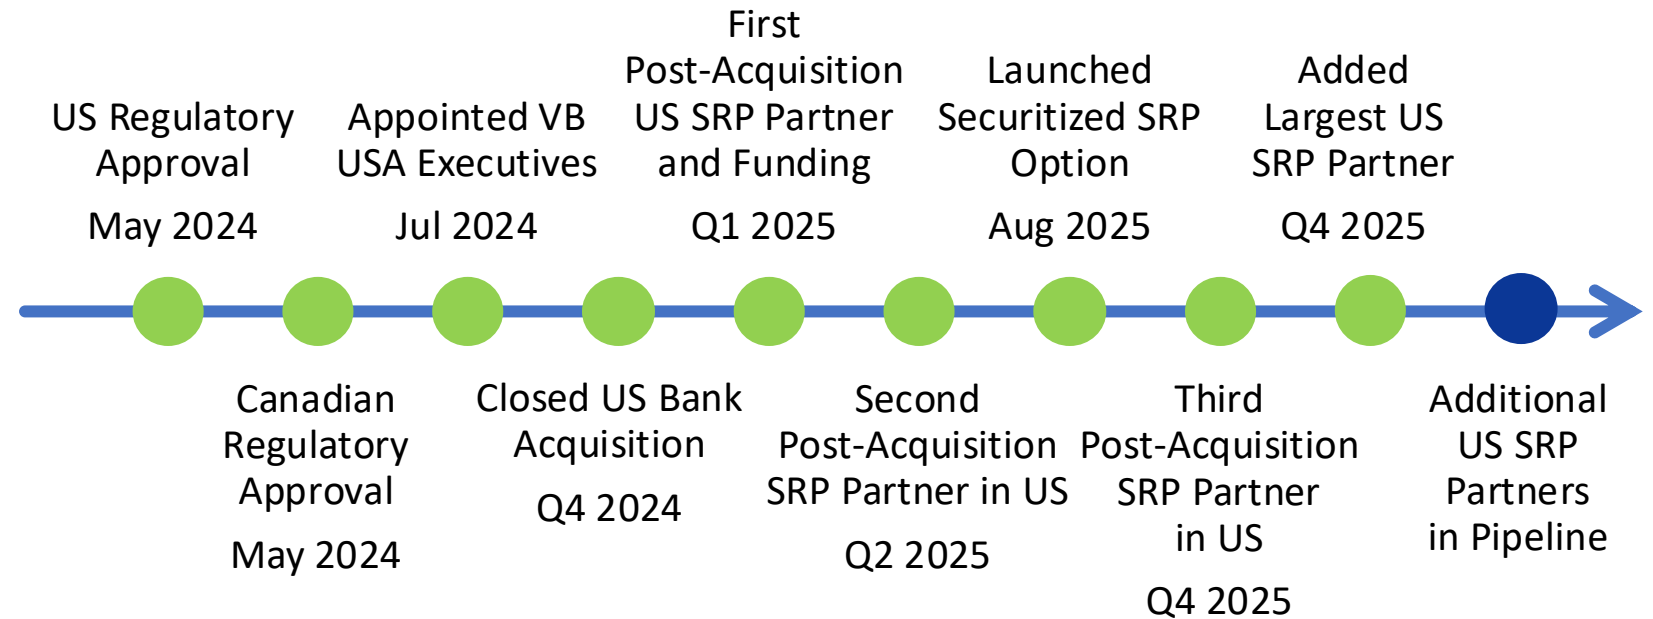 US Regulatory
Approval
May 2024
Canadian
Regulatory
Approval
May 2024
Appointed VB
USA Executives
Jul 2024
Closed US Bank
Acquisition
Q4 2024
First
Post-Acquisition
US SRP Partner
and Funding
Q1 2025
Second
Post-Acquisition
SRP Partner in US
Q2 2025
Launched
Securitized SRP
Option
Aug 2025
Third
Post-Acquisition
SRP Partner
in US
Q4 2025
Added
Largest US
SRP Partner
Q4 2025
Additional
US SRP
Partners
in Pipeline